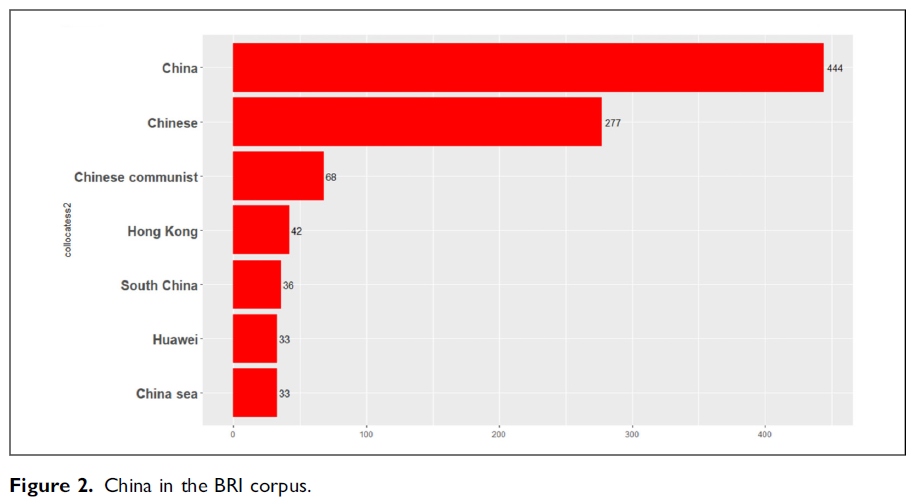 China
444
Chinese
277
Chinese communist
68
collocatess2
Hong Kong
42
South China
36
Huawei
33
China sea
33
0 100 200 300 400
Figure 2. China in the BRI corpus.